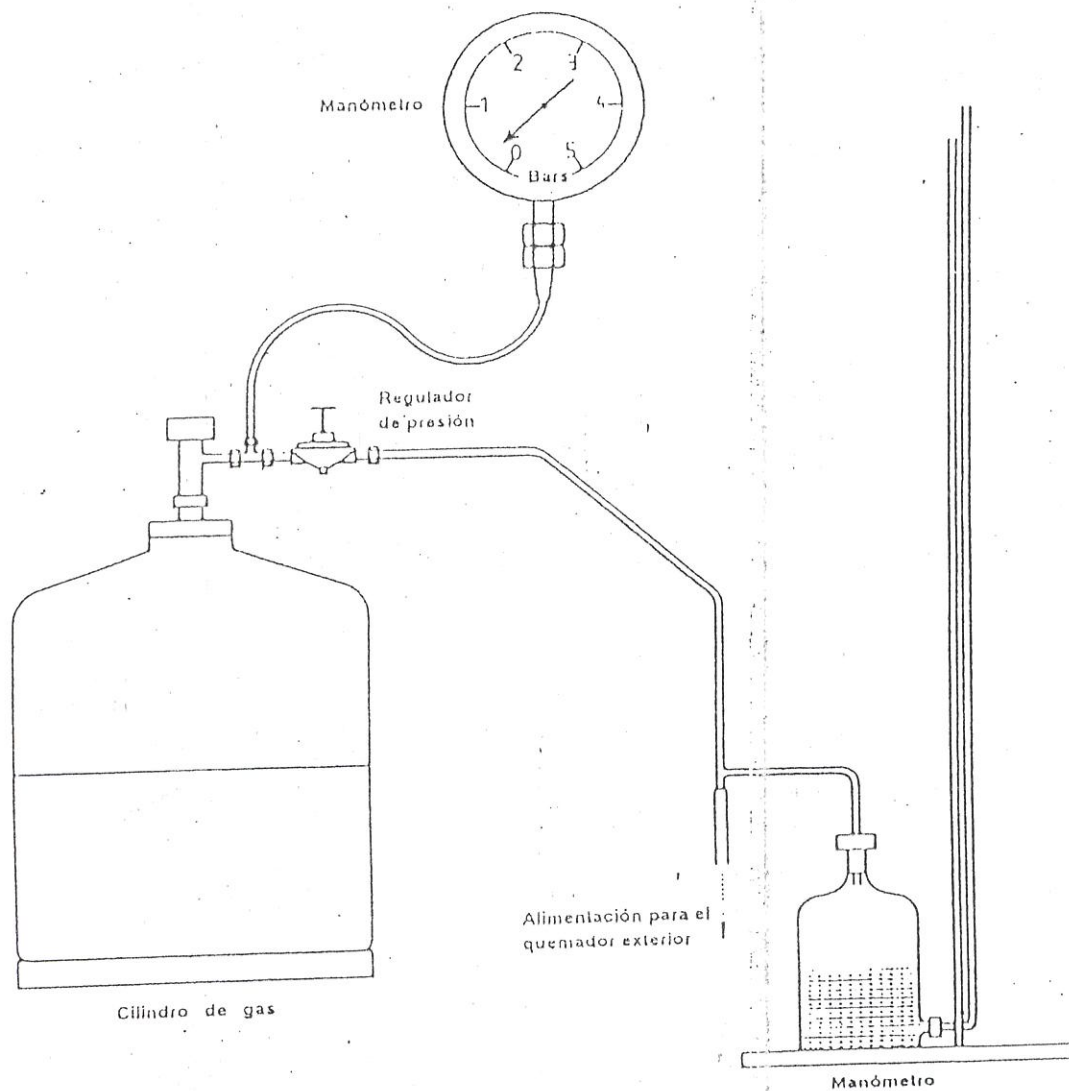 2
3
Manómetro
1
4
0
5
Bars
Regulador
de presión
Alimentación para el
quemador exterior
Cilindro de gas
Manómetro